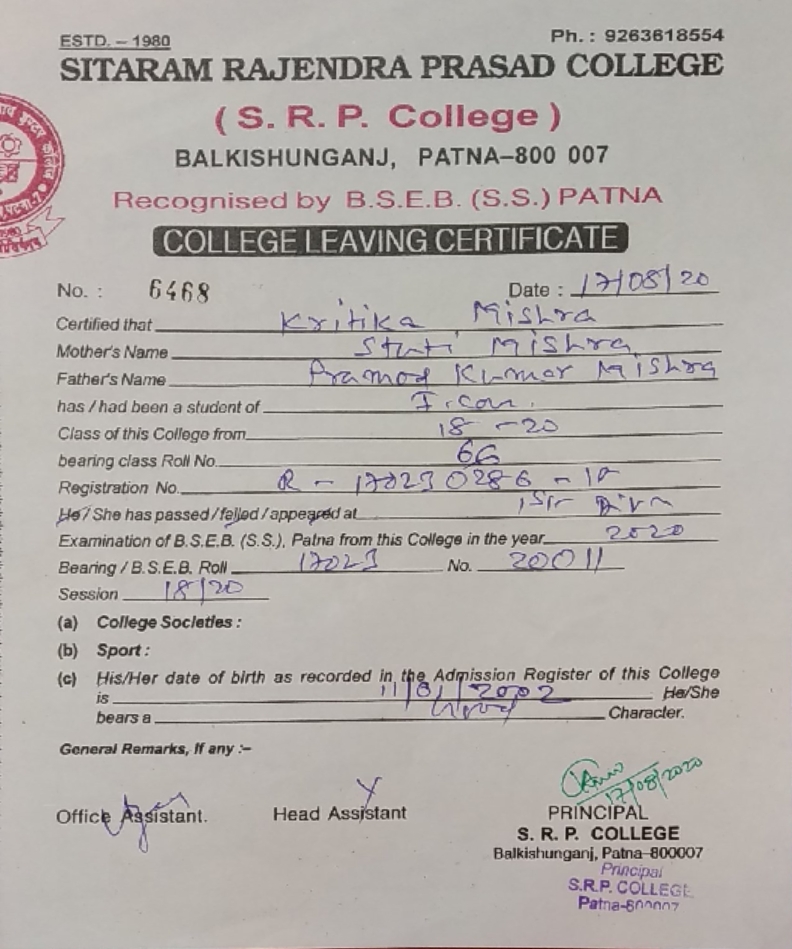 ESTD. – 1980 Ph. : 9263618554
SITARAM RAJENDRA PRASAD COLLEGE
( S. R. P. College )
BALKISHUNGANJ, PATNA–800 007
Recognised by B.S.E.B. (S.S.) PATNA
COLLEGE LEAVING CERTIFICATE
No. : 6468 Date : 17/08/20
Certified that Kritika Mishra
Mother's Name Stuti Mishra
Father's Name Pramod Kumar Mishra
has / had been a student of I.com.
Class of this College from 18 – 20
bearing class Roll No. 66
Registration No. R – 170230286 – 18
He / She has passed / failed / appeared at 1st Divn
Examination of B.S.E.B. (S.S.), Patna from this College in the year 2020
Bearing / B.S.E.B. Roll 17023 No. 20011
Session 18/20
(a) College Societies :
(b) Sport :
(c) His/Her date of birth as recorded in the Admission Register of this College
is 11/01/2002 He/She
bears a Good Character.
General Remarks, If any :–
17/08/2020
Office Assistant. Head Assistant PRINCIPAL
S. R. P. COLLEGE
Balkishunganj, Patna–800007
Principal
S.R.P. COLLEGE
Patna-800007